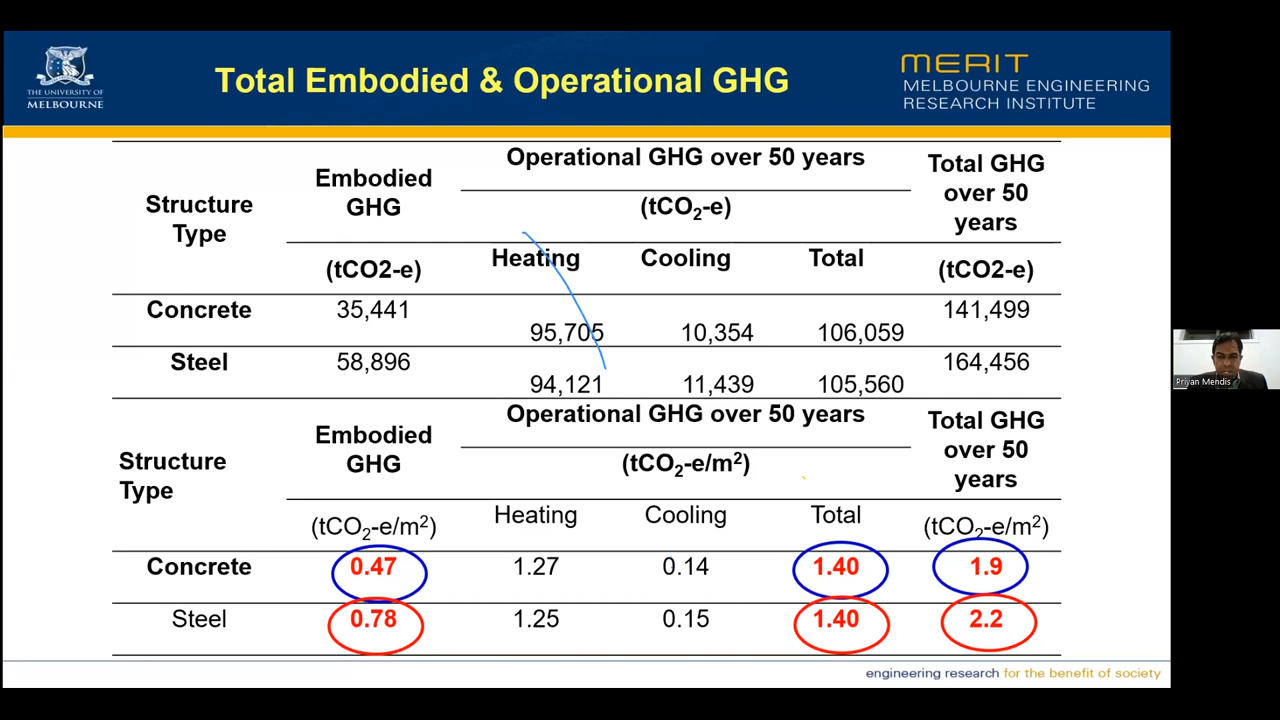 THE UNIVERSITY OF
MELBOURNE
Total Embodied & Operational GHG
MERIT
MELBOURNE ENGINEERING
RESEARCH INSTITUTE
Structure
Type
Embodied
GHG
Operational GHG over 50 years
Total GHG
over 50
years
(tCO₂-e)
(tCO2-e)
Heating
Cooling
Total
(tCO2-e)
Concrete
35,441
95,705
10,354
106,059
141,499
Steel
58,896
94,121
11,439
105,560
164,456
Structure
Type
Embodied
GHG
Operational GHG over 50 years
Total GHG
over 50
years
(tCO₂-e/m²)
(tCO₂-e/m²)
Heating
Cooling
Total
(tCO₂-e/m²)
Concrete
0.47
1.27
0.14
1.40
1.9
Steel
0.78
1.25
0.15
1.40
2.2
engineering research for the benefit of society
Priyan Mendis